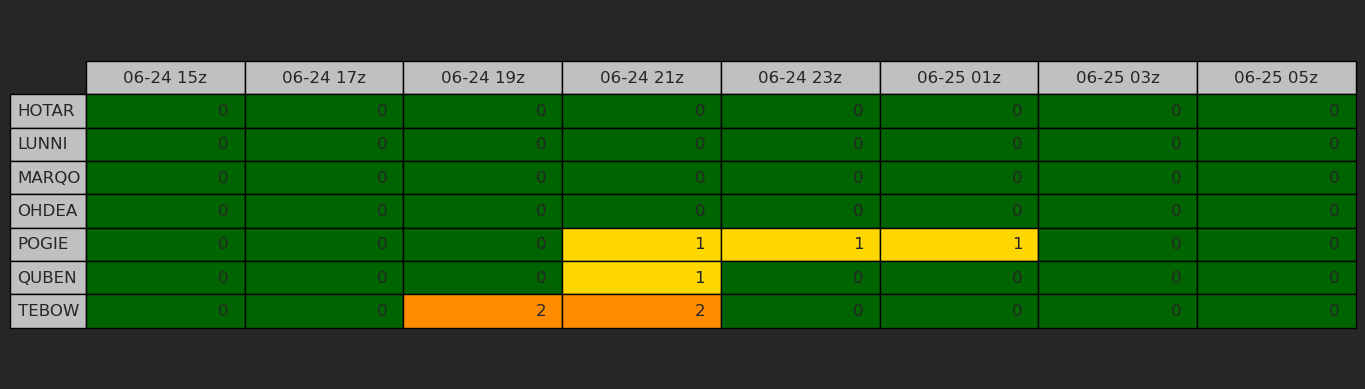 06-24 15z 06-24 17z 06-24 19z 06-24 21z 06-24 23z 06-25 01z 06-25 03z 06-25 05z
HOTAR 0 0 0 0 0 0 0 0
LUNNI 0 0 0 0 0 0 0 0
MARQO 0 0 0 0 0 0 0 0
OHDEA 0 0 0 0 0 0 0 0
POGIE 0 0 0 1 1 1 0 0
QUBEN 0 0 0 1 0 0 0 0
TEBOW 0 0 2 2 0 0 0 0